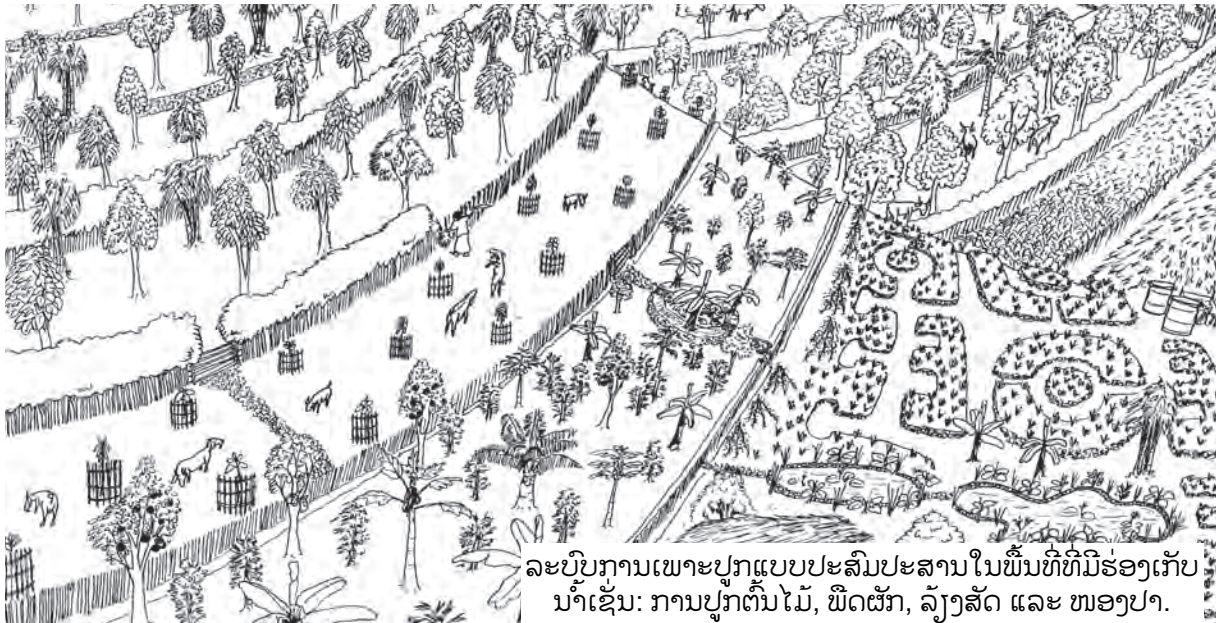 ລະບົບການເພາະປູກແບບປະສົມປະສານໃນພື້ນທີ່ທີ່ມີຮ່ອງເກັບ
ນໍ້າເຊັ່ນ: ການປູກຕົ້ນໄມ້, ພືດຜັກ, ລ້ຽງສັດ ແລະ ໜອງປາ.